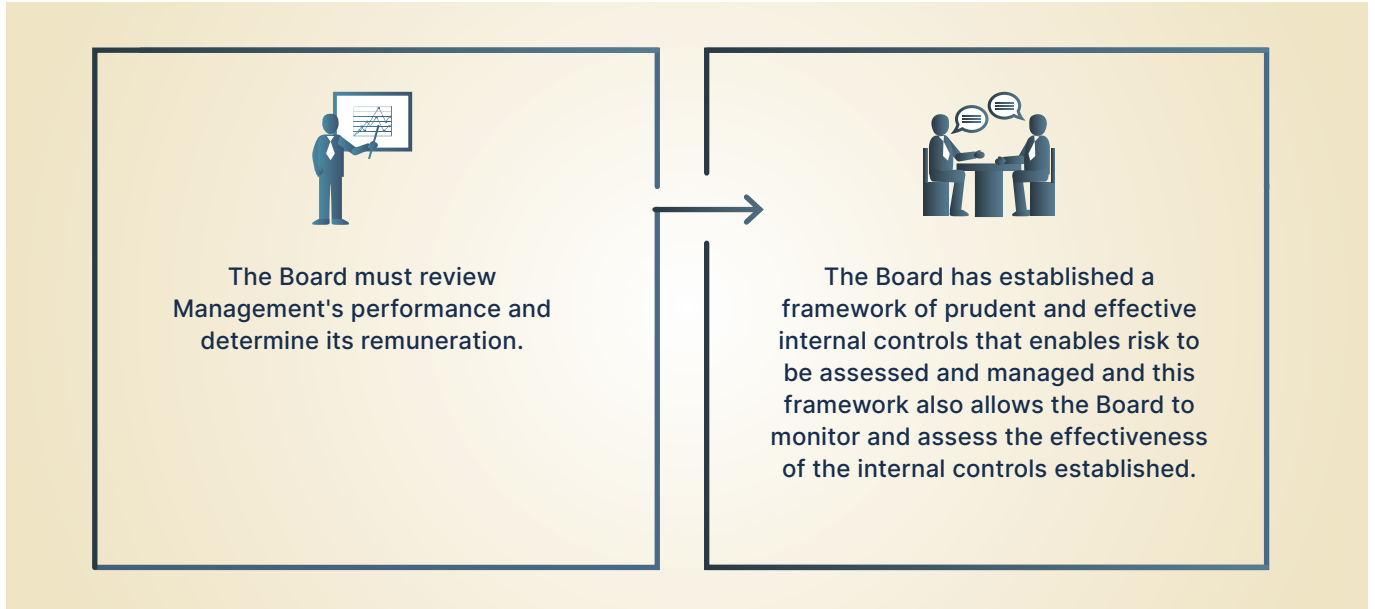 The Board must review
Management's performance and
determine its remuneration.
The Board has established a
framework of prudent and effective
internal controls that enables risk to
be assessed and managed and this
framework also allows the Board to
monitor and assess the effectiveness
of the internal controls established.